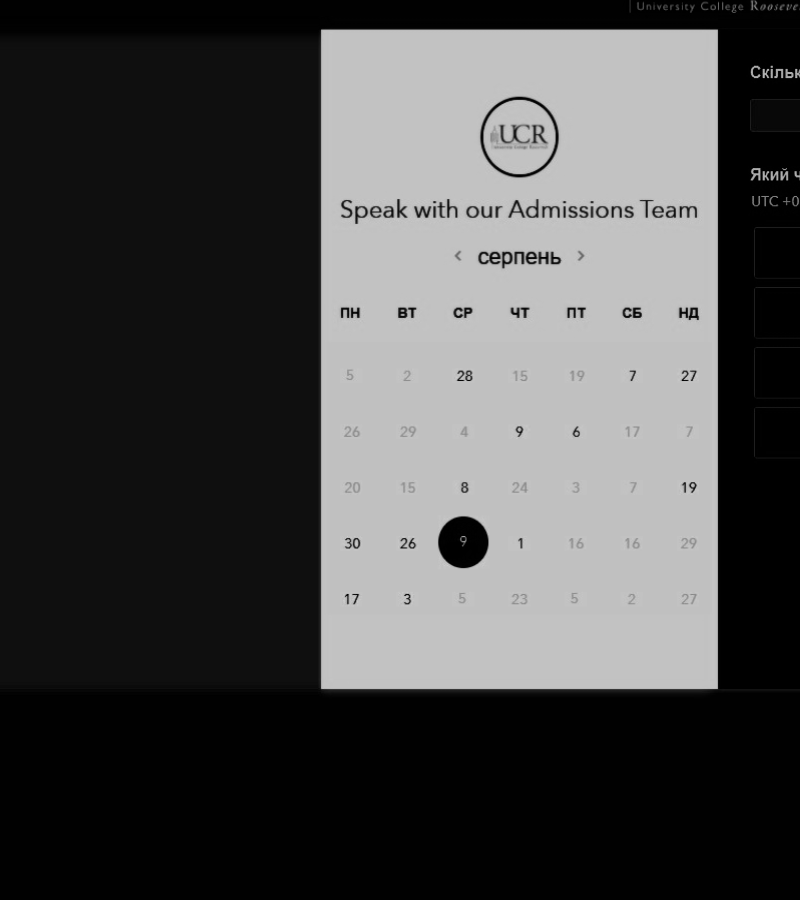 University College Roosevel
Скільк
UCR
Speak with our Admissions Team
Який ч
UTC +0
< серпень >
ПН ВТ СР ЧТ ПТ СБ НД
5 2 28 15 19 7 27
26 29 4 9 6 17 7
20 15 8 24 3 7 19
30 26 9 1 16 16 29
17 3 5 23 5 2 27